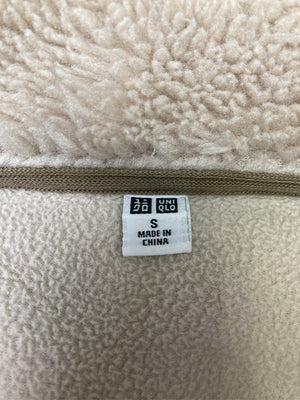 ユニ UNI
クロ QLO
S
MADE IN
CHINA